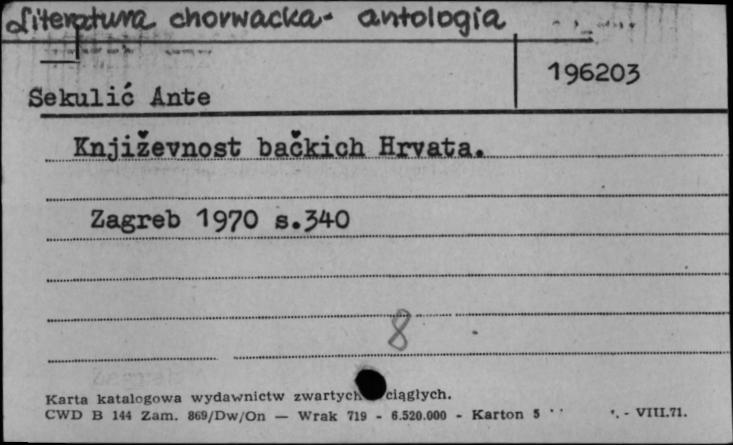 Literatura chorwacka - antologia
196203
Sekulić Ante
Književnost bačkich Hrvata.
Zagreb 1970 s.340
8
Karta katalogowa wydawnictw zwartych ciągłych.
CWD B 144 Zam. 869/Dw/On — Wrak 719 - 6.520.000 - Karton 5 - VIII.71.